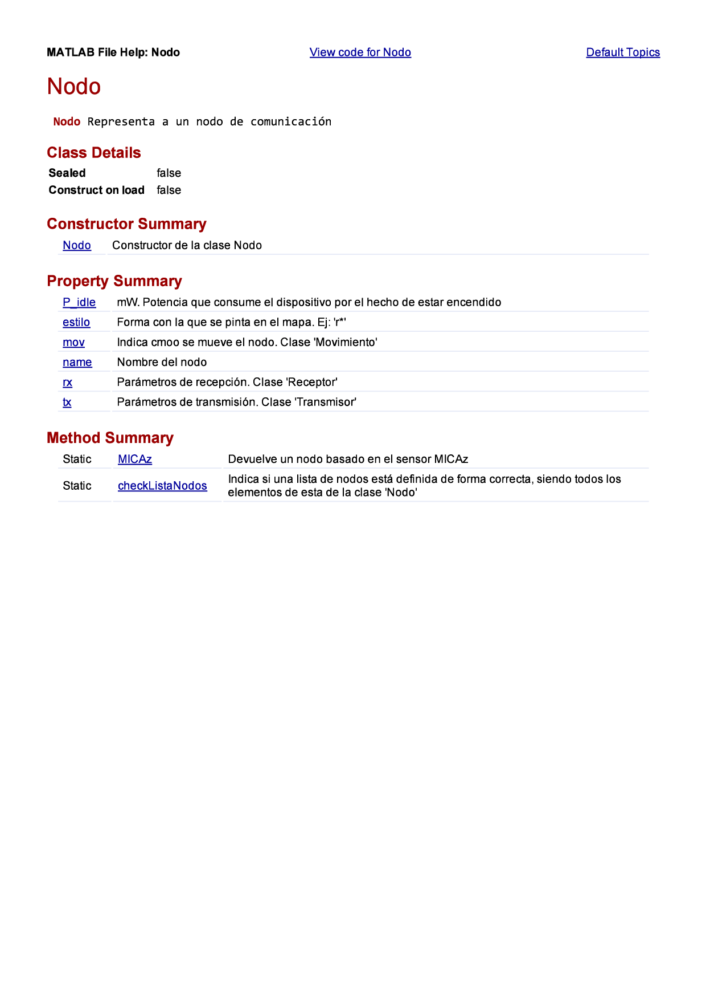 MATLAB File Help: Nodo View code for Nodo Default Topics
Nodo
Nodo Representa a un nodo de comunicación
Class Details
Sealed false
Construct on load false
Constructor Summary
Nodo Constructor de la clase Nodo
Property Summary
P_idle mW. Potencia que consume el dispositivo por el hecho de estar encendido
estilo Forma con la que se pinta en el mapa. Ej: 'r*'
mov Indica cmoo se mueve el nodo. Clase 'Movimiento'
name Nombre del nodo
rx Parámetros de recepción. Clase 'Receptor'
tx Parámetros de transmisión. Clase 'Transmisor'
Method Summary
Static MICAz Devuelve un nodo basado en el sensor MICAz
Static checkListaNodos Indica si una lista de nodos está definida de forma correcta, siendo todos los
elementos de esta de la clase 'Nodo'